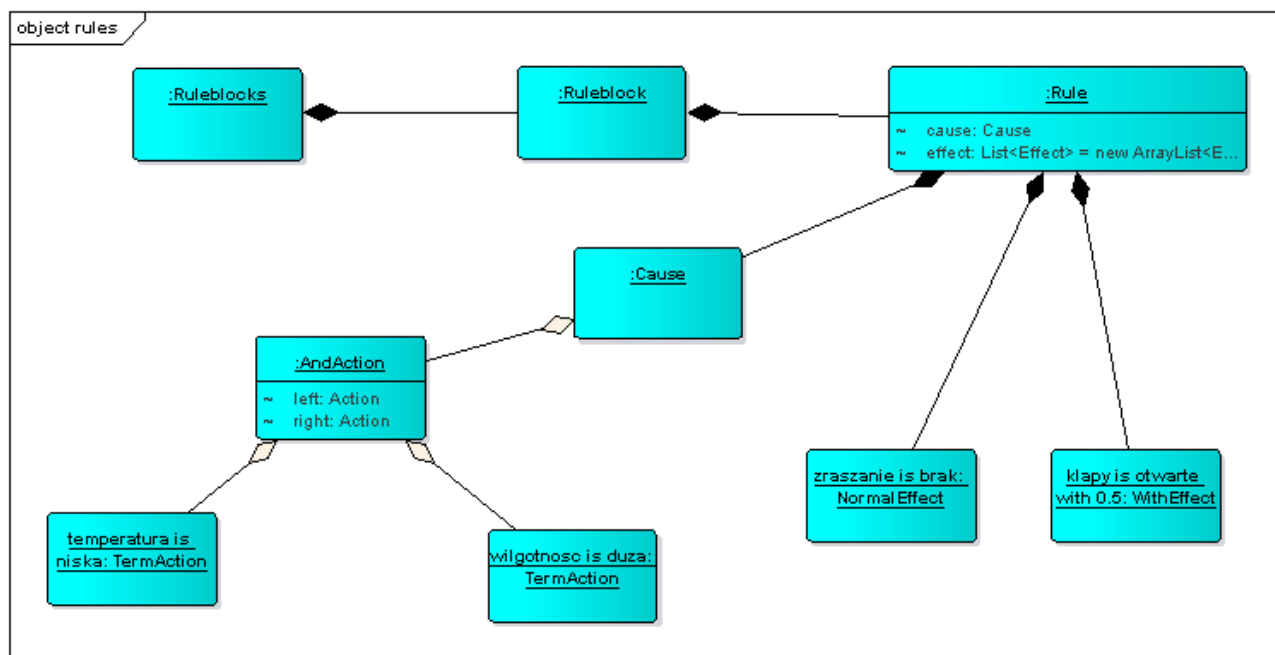 object rules
:Ruleblocks
:Ruleblock
:Rule
~ cause: Cause
~ effect: List<Effect> = new ArrayList<E...
:Cause
:AndAction
~ left: Action
~ right: Action
zraszanie is brak:
NormalEffect
klapy is otwarte
with 0.5: WithEffect
temperatura is
niska: TermAction
wilgotnosc is duza:
TermAction